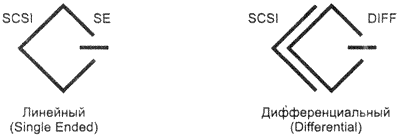 SCSI SE
Линейный
(Single Ended)
SCSI DIFF
Дифференциальный
(Differential)